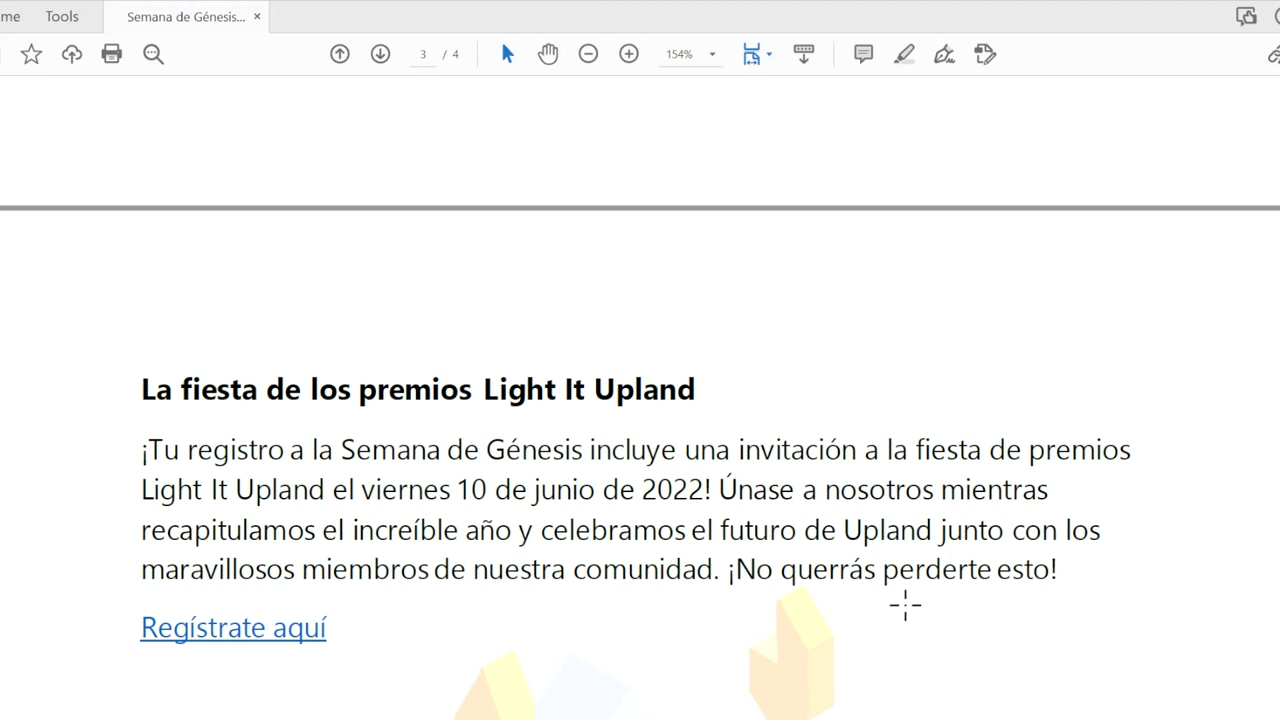 me Tools Semana de Génesis... ×
3 / 4 154%
La fiesta de los premios Light It Upland
¡Tu registro a la Semana de Génesis incluye una invitación a la fiesta de premios
Light It Upland el viernes 10 de junio de 2022! Únase a nosotros mientras
recapitulamos el increíble año y celebramos el futuro de Upland junto con los
maravillosos miembros de nuestra comunidad. ¡No querrás perderte esto!
Regístrate aquí